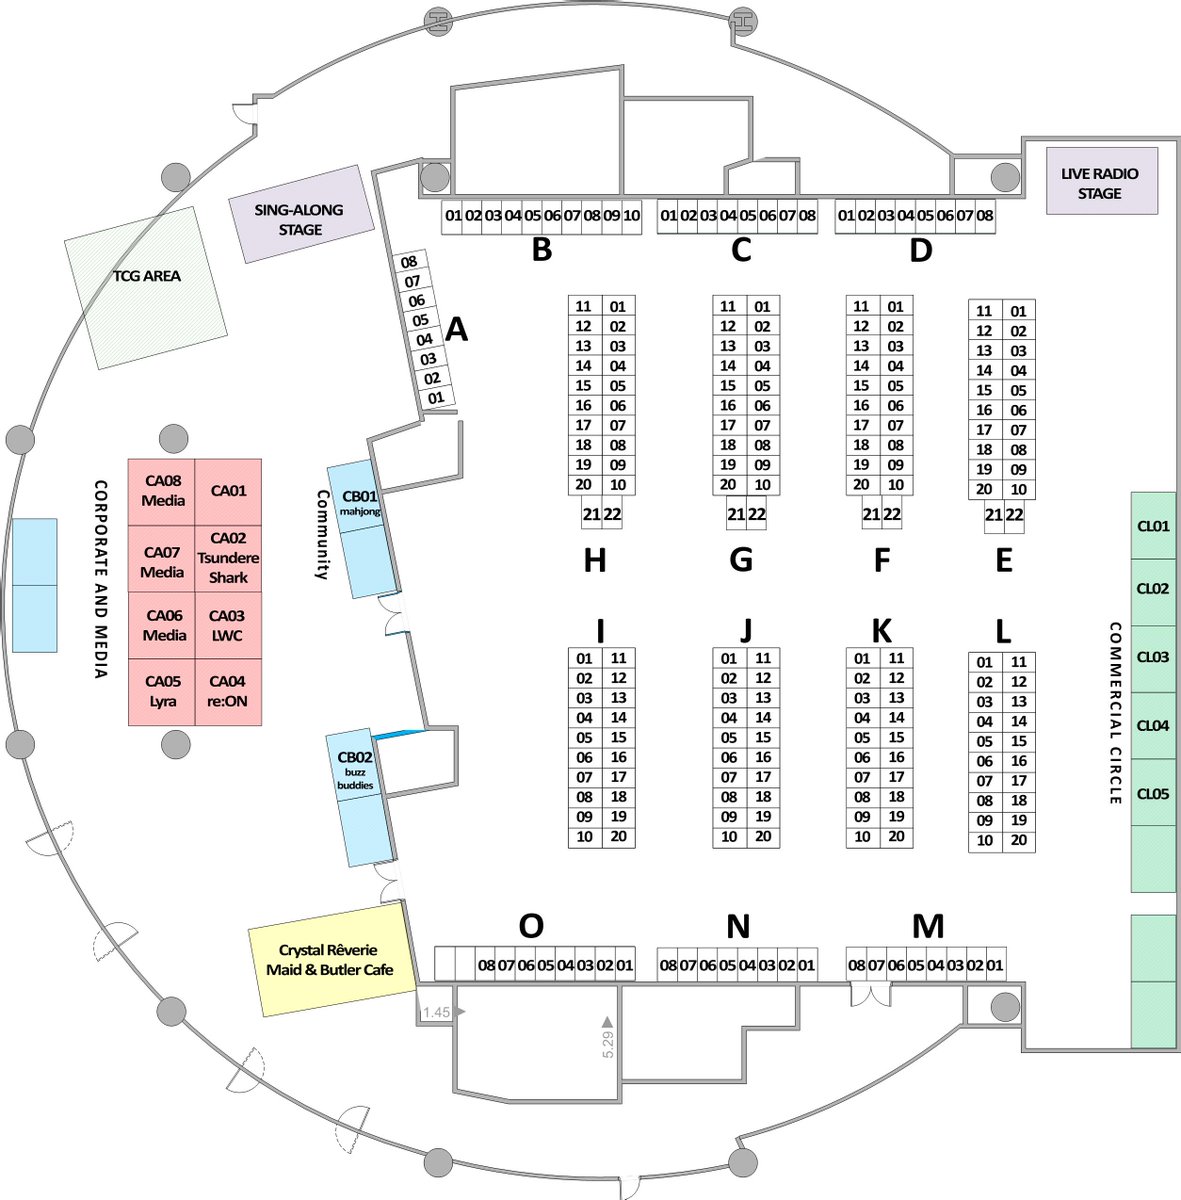 LIVE RADIO
STAGE
SING-ALONG
STAGE
TCG AREA
01 02 03 04 05 06 07 08 09 10
B
01 02 03 04 05 06 07 08
C
01 02 03 04 05 06 07 08
D
08
07
06
05
04
03
02
01
A
11 01
12 02
13 03
14 04
15 05
16 06
17 07
18 08
19 09
20 10
21 22
H
11 01
12 02
13 03
14 04
15 05
16 06
17 07
18 08
19 09
20 10
21 22
G
11 01
12 02
13 03
14 04
15 05
16 06
17 07
18 08
19 09
20 10
21 22
F
11 01
12 02
13 03
14 04
15 05
16 06
17 07
18 08
19 09
20 10
21 22
E
CORPORATE AND MEDIA
CA08
Media
CA01
CA07
Media
CA02
Tsundere
Shark
CA06
Media
CA03
LWC
CA05
Lyra
CA04
re:ON
Community
CB01
mahjong
CB02
buzz
buddies
I
01 11
02 12
03 13
04 14
05 15
06 16
07 17
08 18
09 19
10 20
J
01 11
02 12
03 13
04 14
05 15
06 16
07 17
08 18
09 19
10 20
K
01 11
02 12
03 13
04 14
05 15
06 16
07 17
08 18
09 19
10 20
L
01 11
02 12
03 13
04 14
05 15
06 16
07 17
08 18
09 19
10 20
COMMERCIAL CIRCLE
CL01
CL02
CL03
CL04
CL05
Crystal Rêverie
Maid & Butler Cafe
O
08 07 06 05 04 03 02 01
N
08 07 06 05 04 03 02 01
M
08 07 06 05 04 03 02 01
1.45
5.29